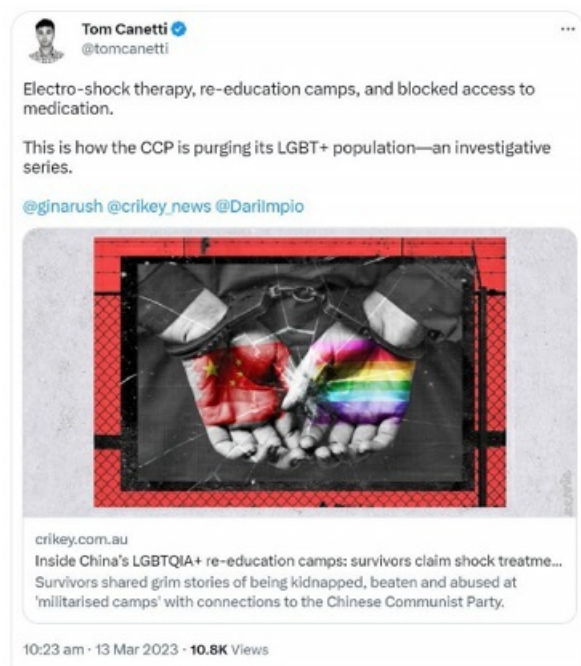 Tom Canetti
@tomcanetti
Electro-shock therapy, re-education camps, and blocked access to
medication.
This is how the CCP is purging its LGBT+ population—an investigative
series.
@ginarush @crikey_news @DariImpio
crikey.com.au
Inside China's LGBTQIA+ re-education camps: survivors claim shock treatme...
Survivors shared grim stories of being kidnapped, beaten and abused at
'militarised camps' with connections to the Chinese Communist Party.
10:23 am · 13 Mar 2023 · 10.8K Views